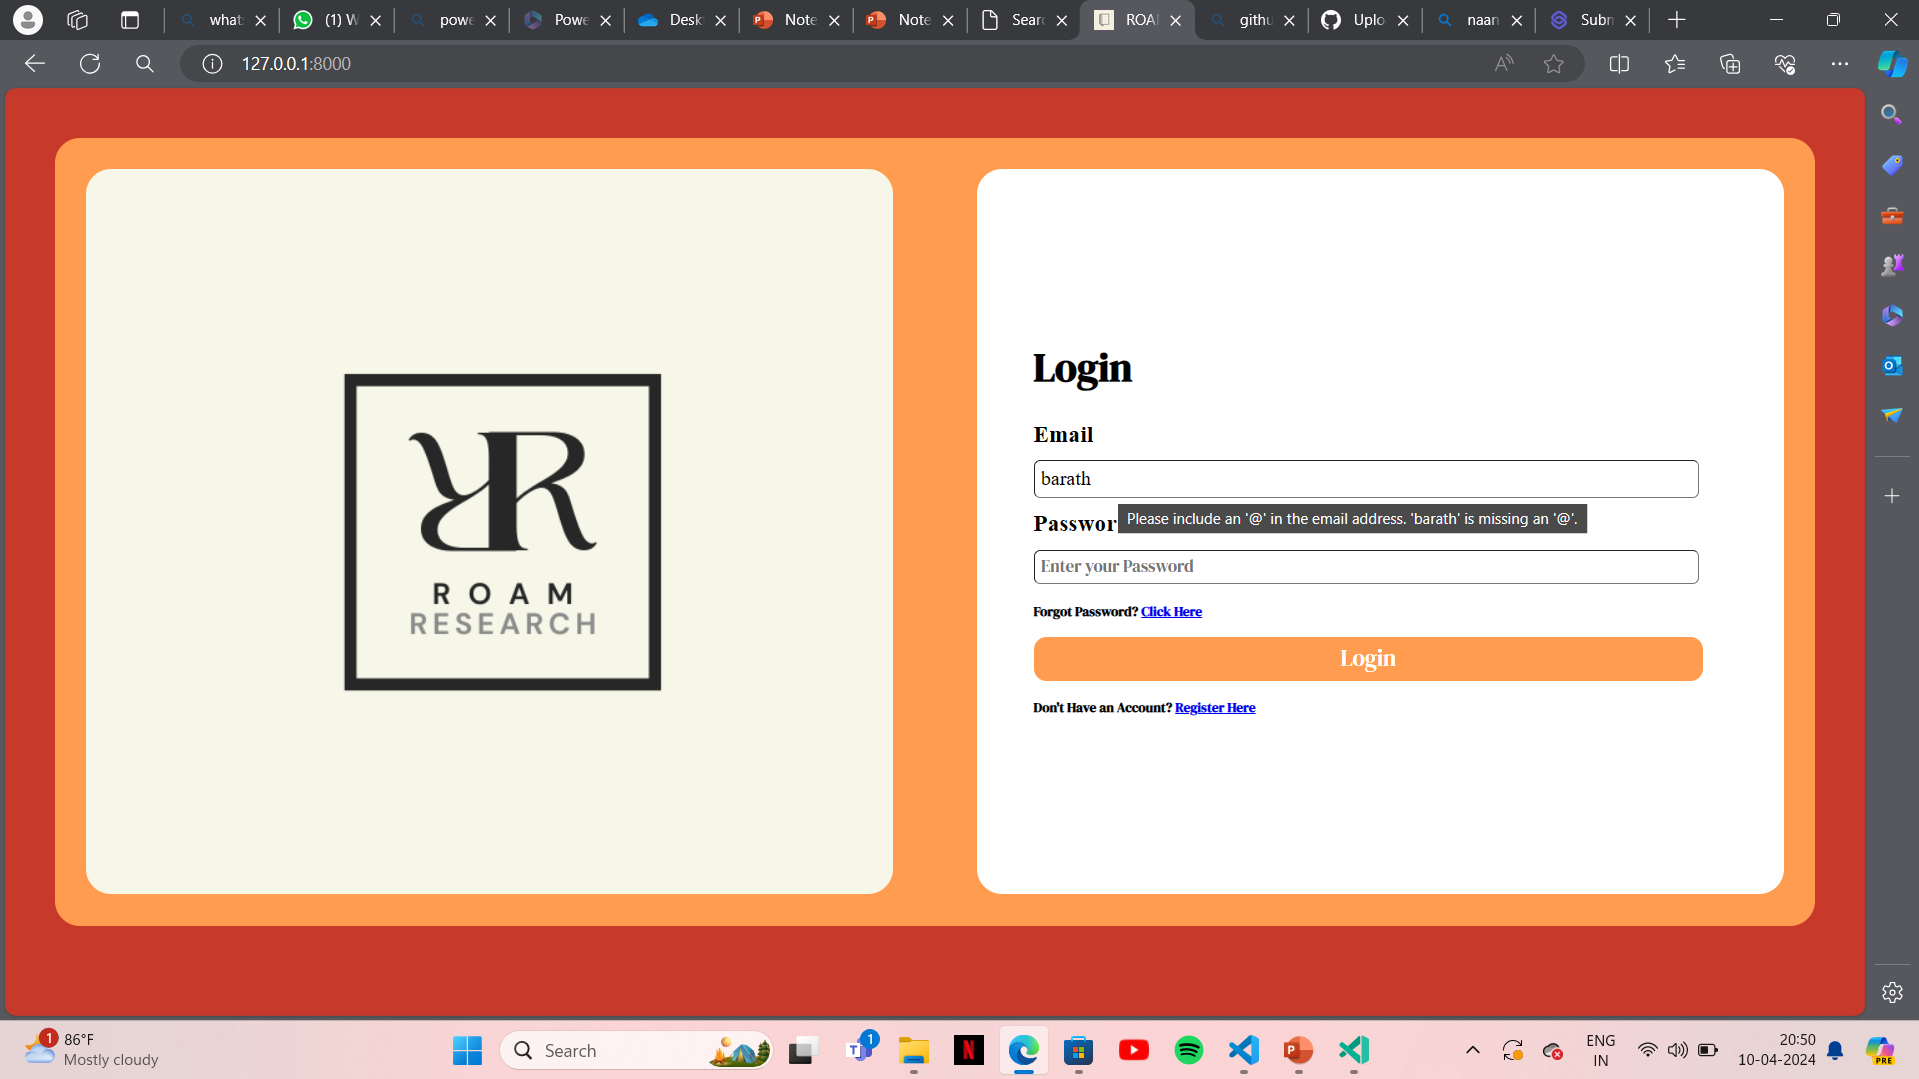 what
(1) W
powe
Powe
Desk
Note
Note
Searc
ROA
githu
Uplo
naan
Subm
127.0.0.1:8000
ROAM
RESEARCH
Login
Email
barath
Passwor
Please include an '@' in the email address. 'barath' is missing an '@'.
Enter your Password
Forgot Password? Click Here
Login
Don't Have an Account? Register Here
1
86°F
Mostly cloudy
Search
1
ENG
IN
20:50
10-04-2024
PRE